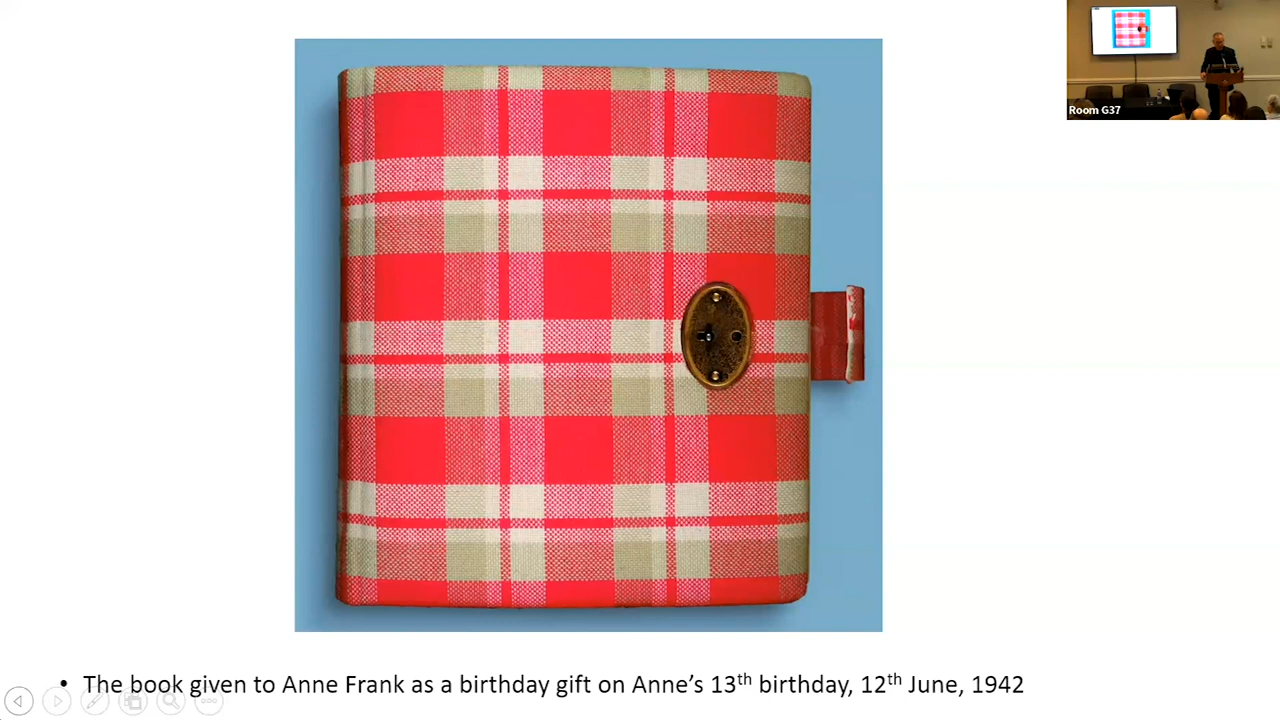 Room G37
• The book given to Anne Frank as a birthday gift on Anne’s 13th birthday, 12th June, 1942